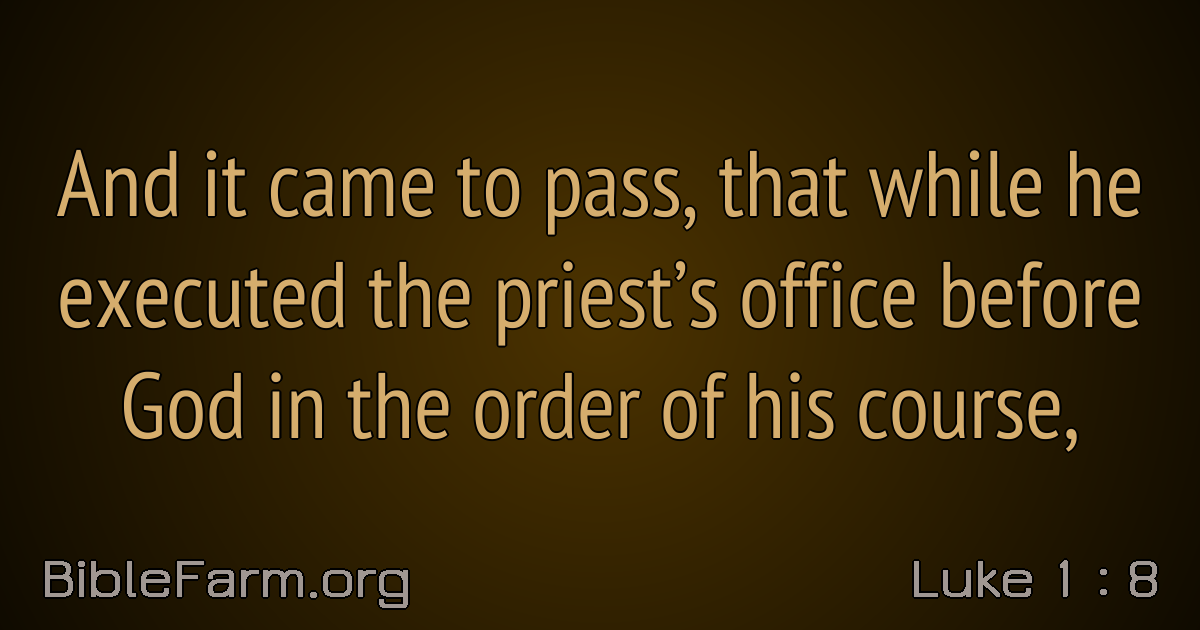 And it came to pass, that while he
executed the priest’s office before
God in the order of his course,
BibleFarm.org
Luke 1 : 8